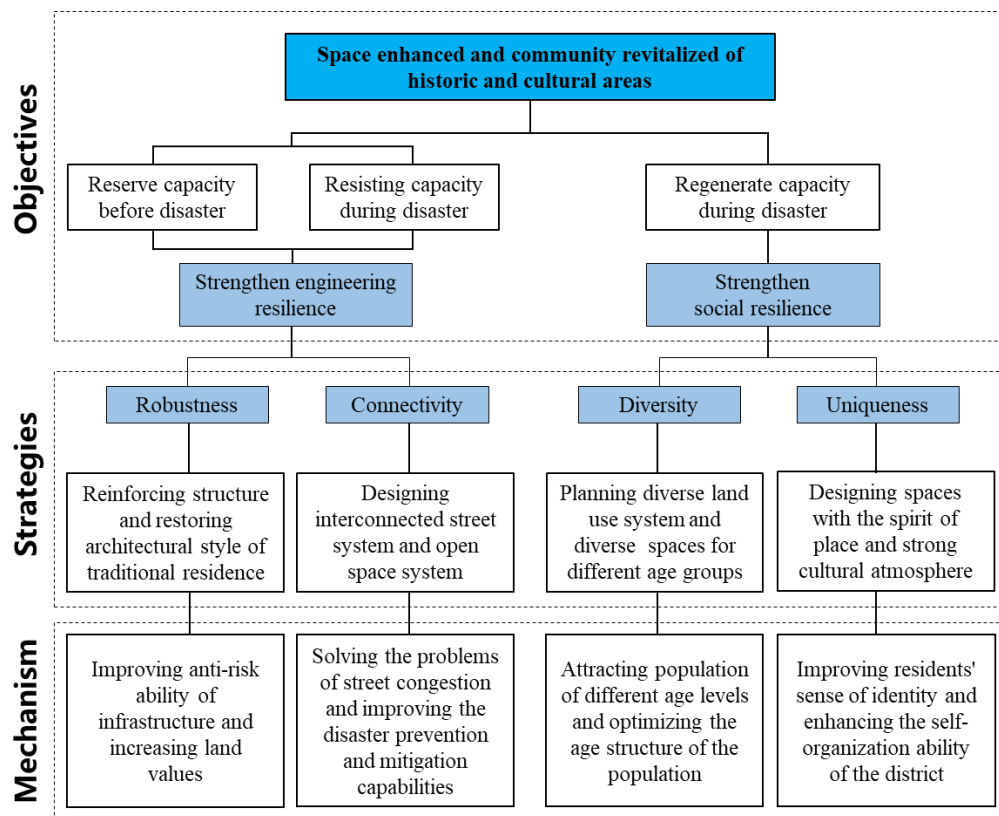 Objectives
Space enhanced and community revitalized of
historic and cultural areas
Reserve capacity
before disaster
Resisting capacity
during disaster
Regenerate capacity
during disaster
Strengthen engineering
resilience
Strengthen
social resilience
Strategies
Robustness
Connectivity
Diversity
Uniqueness
Reinforcing structure
and restoring
architectural style of
traditional residence
Designing
interconnected street
system and open
space system
Planning diverse land
use system and
diverse spaces for
different age groups
Designing spaces
with the spirit of
place and strong
cultural atmosphere
Mechanism
Improving anti-risk
ability of
infrastructure and
increasing land
values
Solving the problems
of street congestion
and improving the
disaster prevention
and mitigation
capabilities
Attracting population
of different age levels
and optimizing the
age structure of the
population
Improving residents'
sense of identity and
enhancing the self-
organization ability
of the district